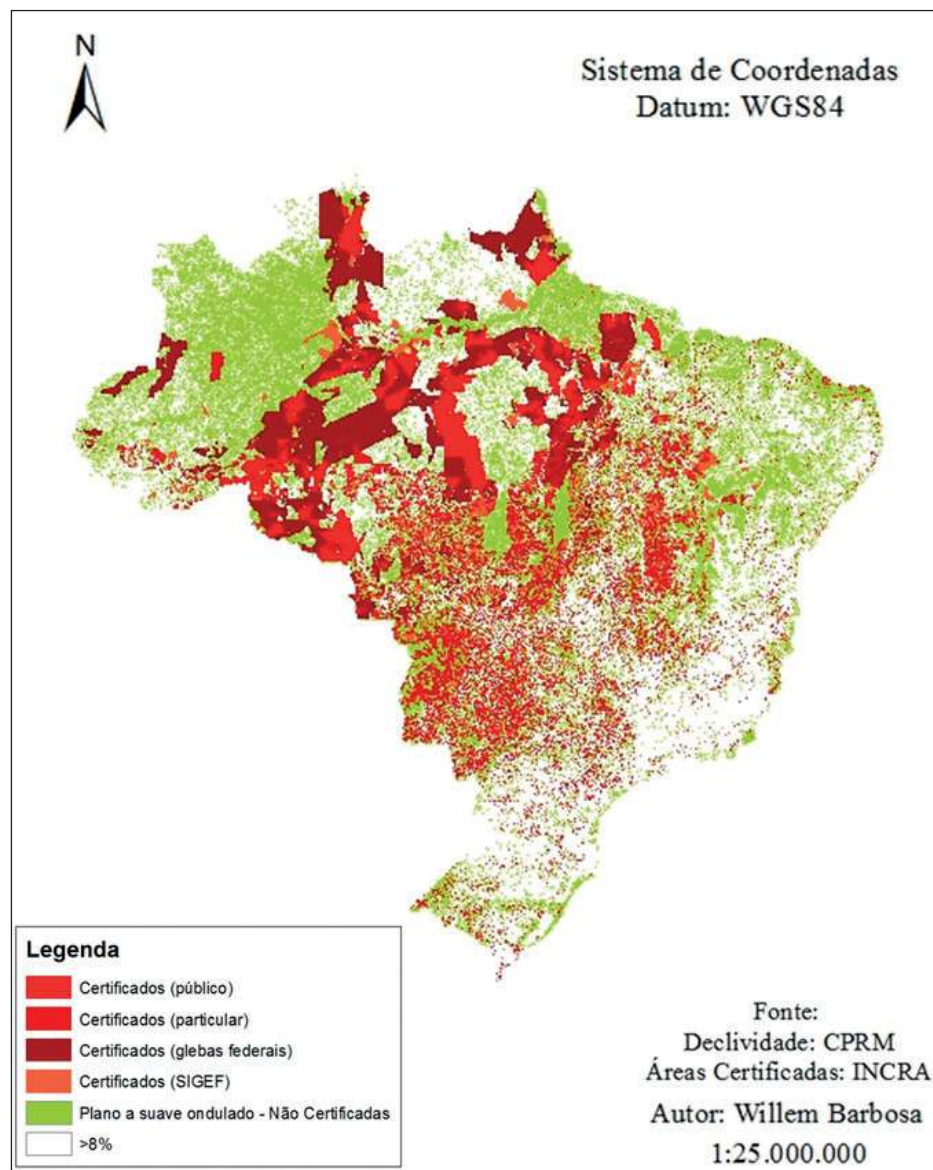 N
Sistema de Coordenadas
Datum: WGS84
Legenda
Certificados (público)
Certificados (particular)
Certificados (glebas federais)
Certificados (SIGEF)
Plano a suave ondulado - Não Certificadas
>8%
Fonte:
Declividade: CPRM
Áreas Certificadas: INCRA
Autor: Willem Barbosa
1:25.000.000